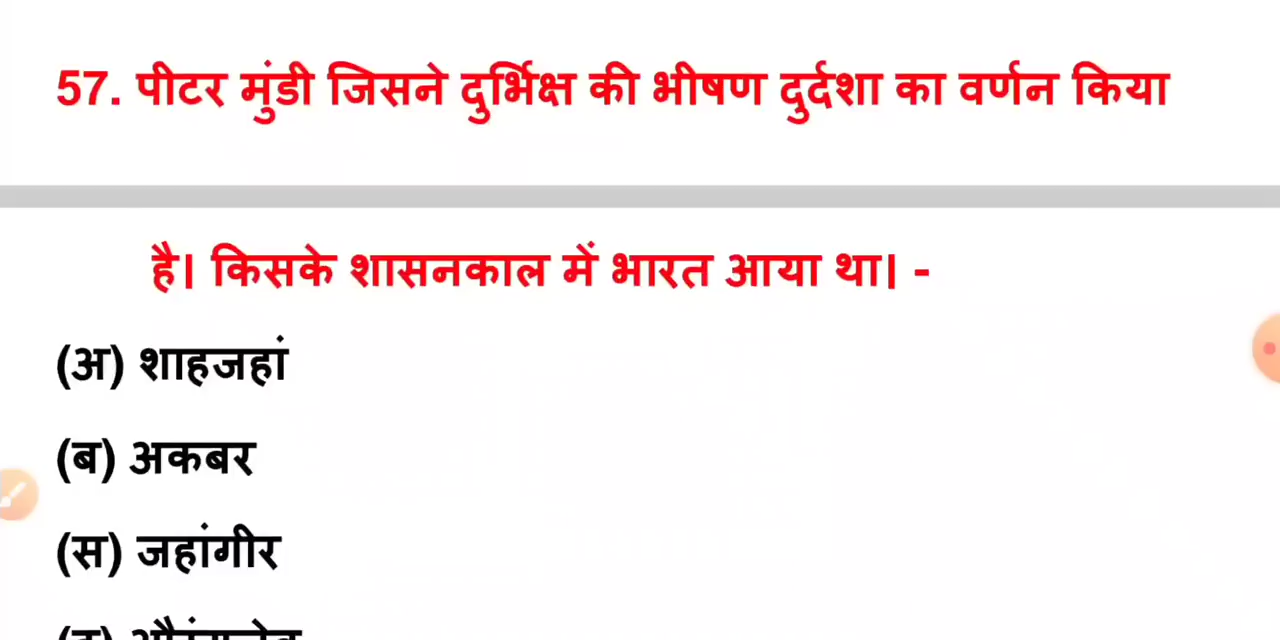 57. पीटर मुंडी जिसने दुर्भिक्ष की भीषण दुर्दशा का वर्णन किया
है। किसके शासनकाल में भारत आया था। -
(अ) शाहजहां
(ब) अकबर
(स) जहांगीर